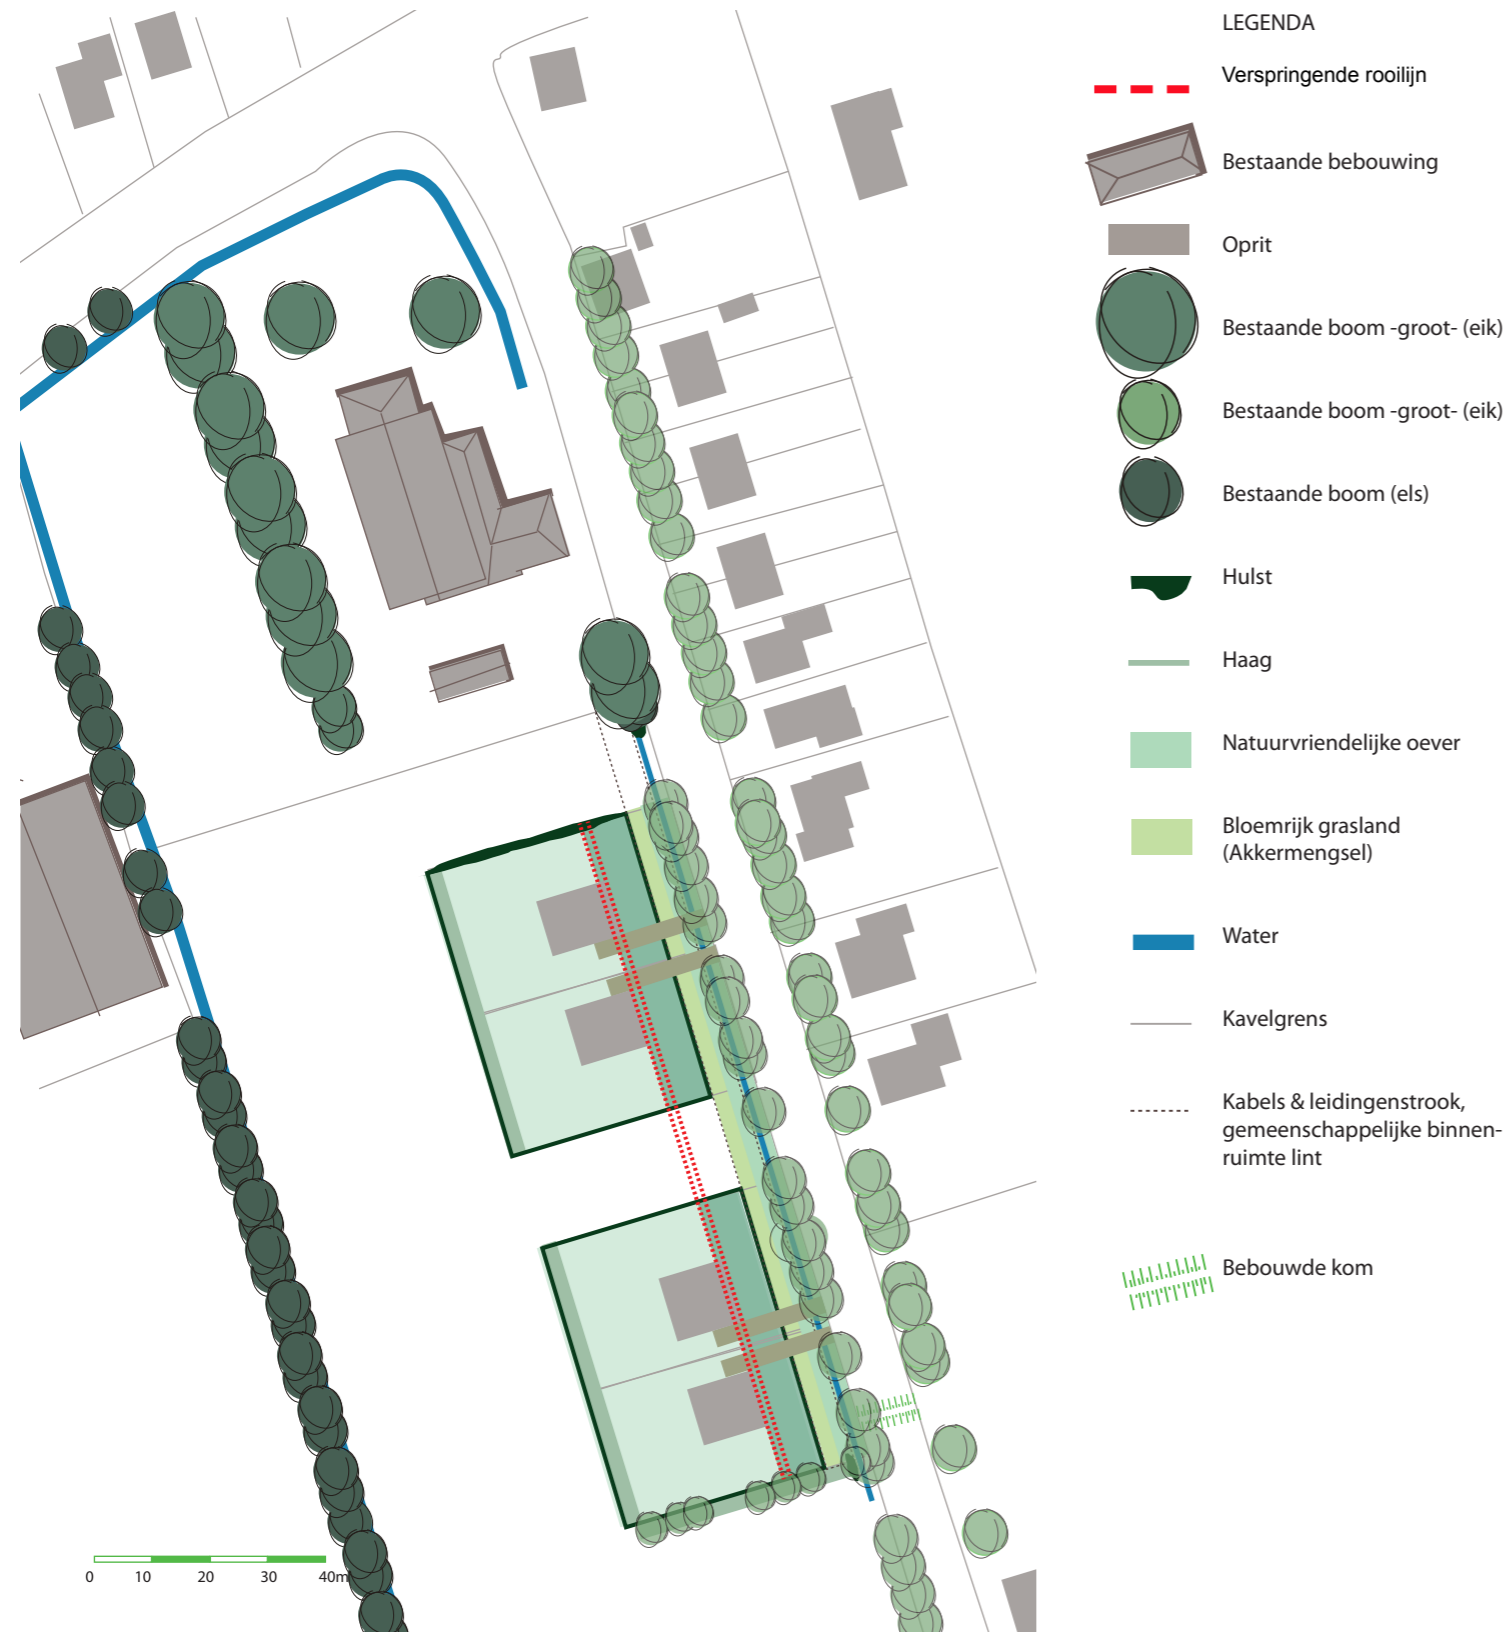 LEGENDA
Verspringende rooilijn
Bestaande bebouwing
Oprit
Bestaande boom -groot- (eik)
Bestaande boom -groot- (eik)
Bestaande boom (els)
Hulst
Haag
Natuurvriendelijke oever
Bloemrijk grasland
(Akkermengsel)
Water
Kavelgrens
Kabels & leidingenstrook,
gemeenschappelijke binnen-
ruimte lint
Bebouwde kom
0 10 20 30 40m